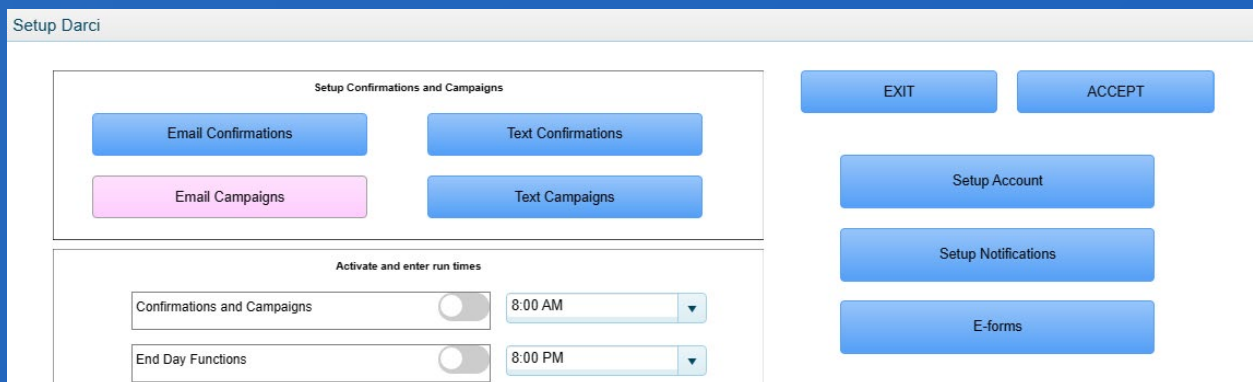 Setup Darci
Setup Confirmations and Campaigns
Email Confirmations
Text Confirmations
Email Campaigns
Text Campaigns
Activate and enter run times
Confirmations and Campaigns
8:00 AM
End Day Functions
8:00 PM
EXIT
ACCEPT
Setup Account
Setup Notifications
E-forms